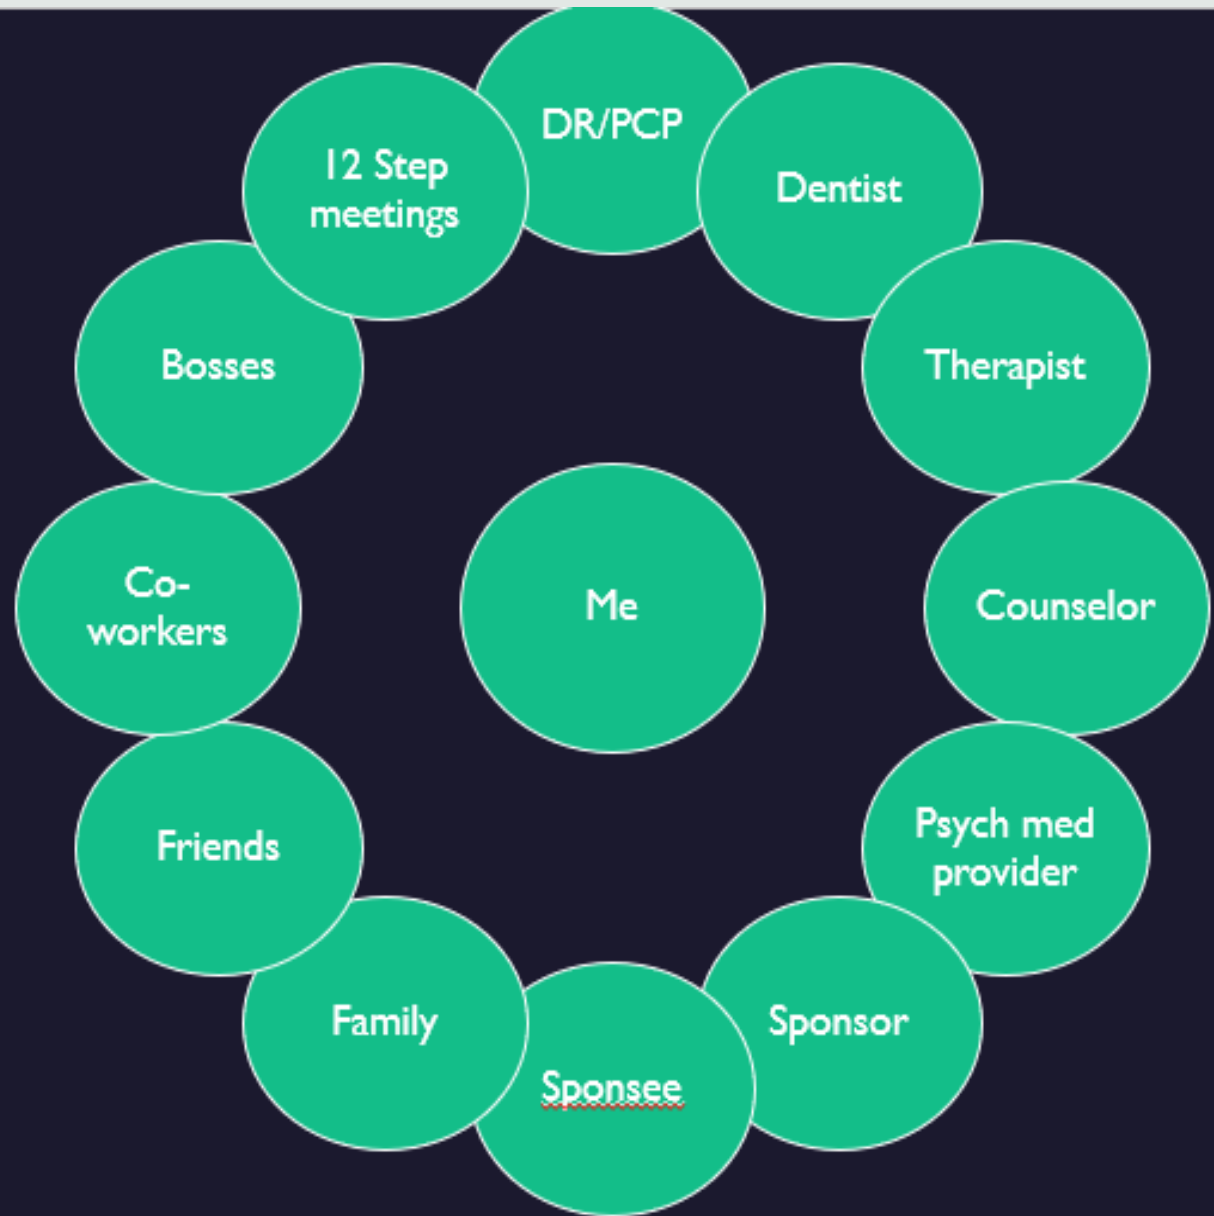 DR/PCP
Dentist
Therapist
Counselor
Psych med
provider
Sponsor
Sponsee
Family
Friends
Co-
workers
Bosses
12 Step
meetings
Me